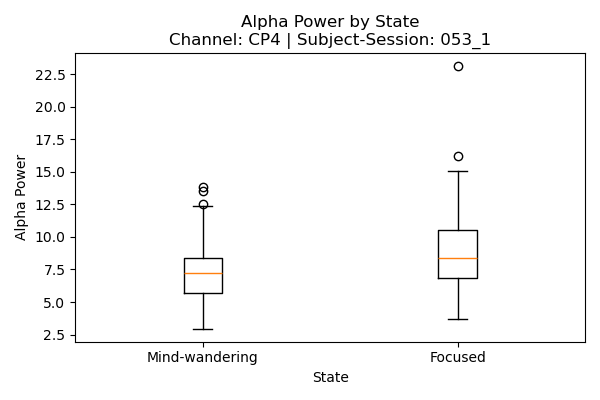 Alpha Power by State
Channel: CP4 | Subject-Session: 053_1
Alpha Power
22.5
20.0
17.5
15.0
12.5
10.0
7.5
5.0
2.5
Mind-wandering
Focused
State